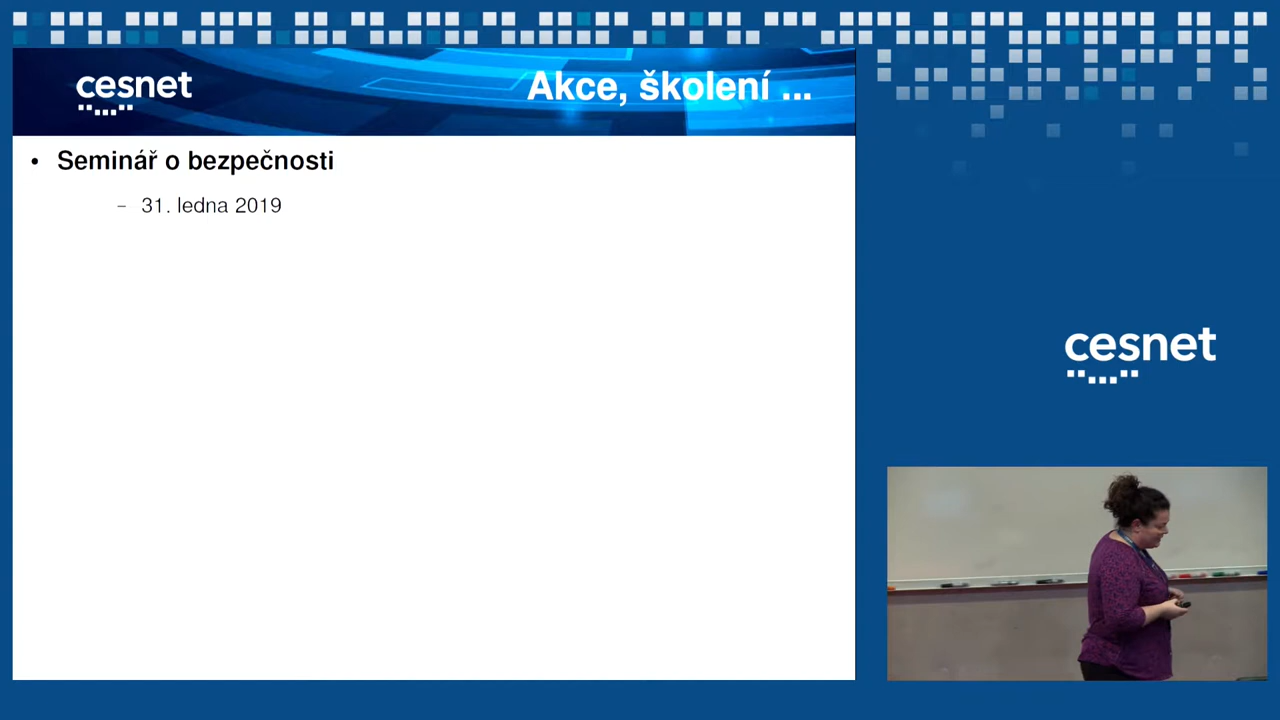 cesnet
Akce, školení ...
• Seminář o bezpečnosti
– 31. ledna 2019
cesnet